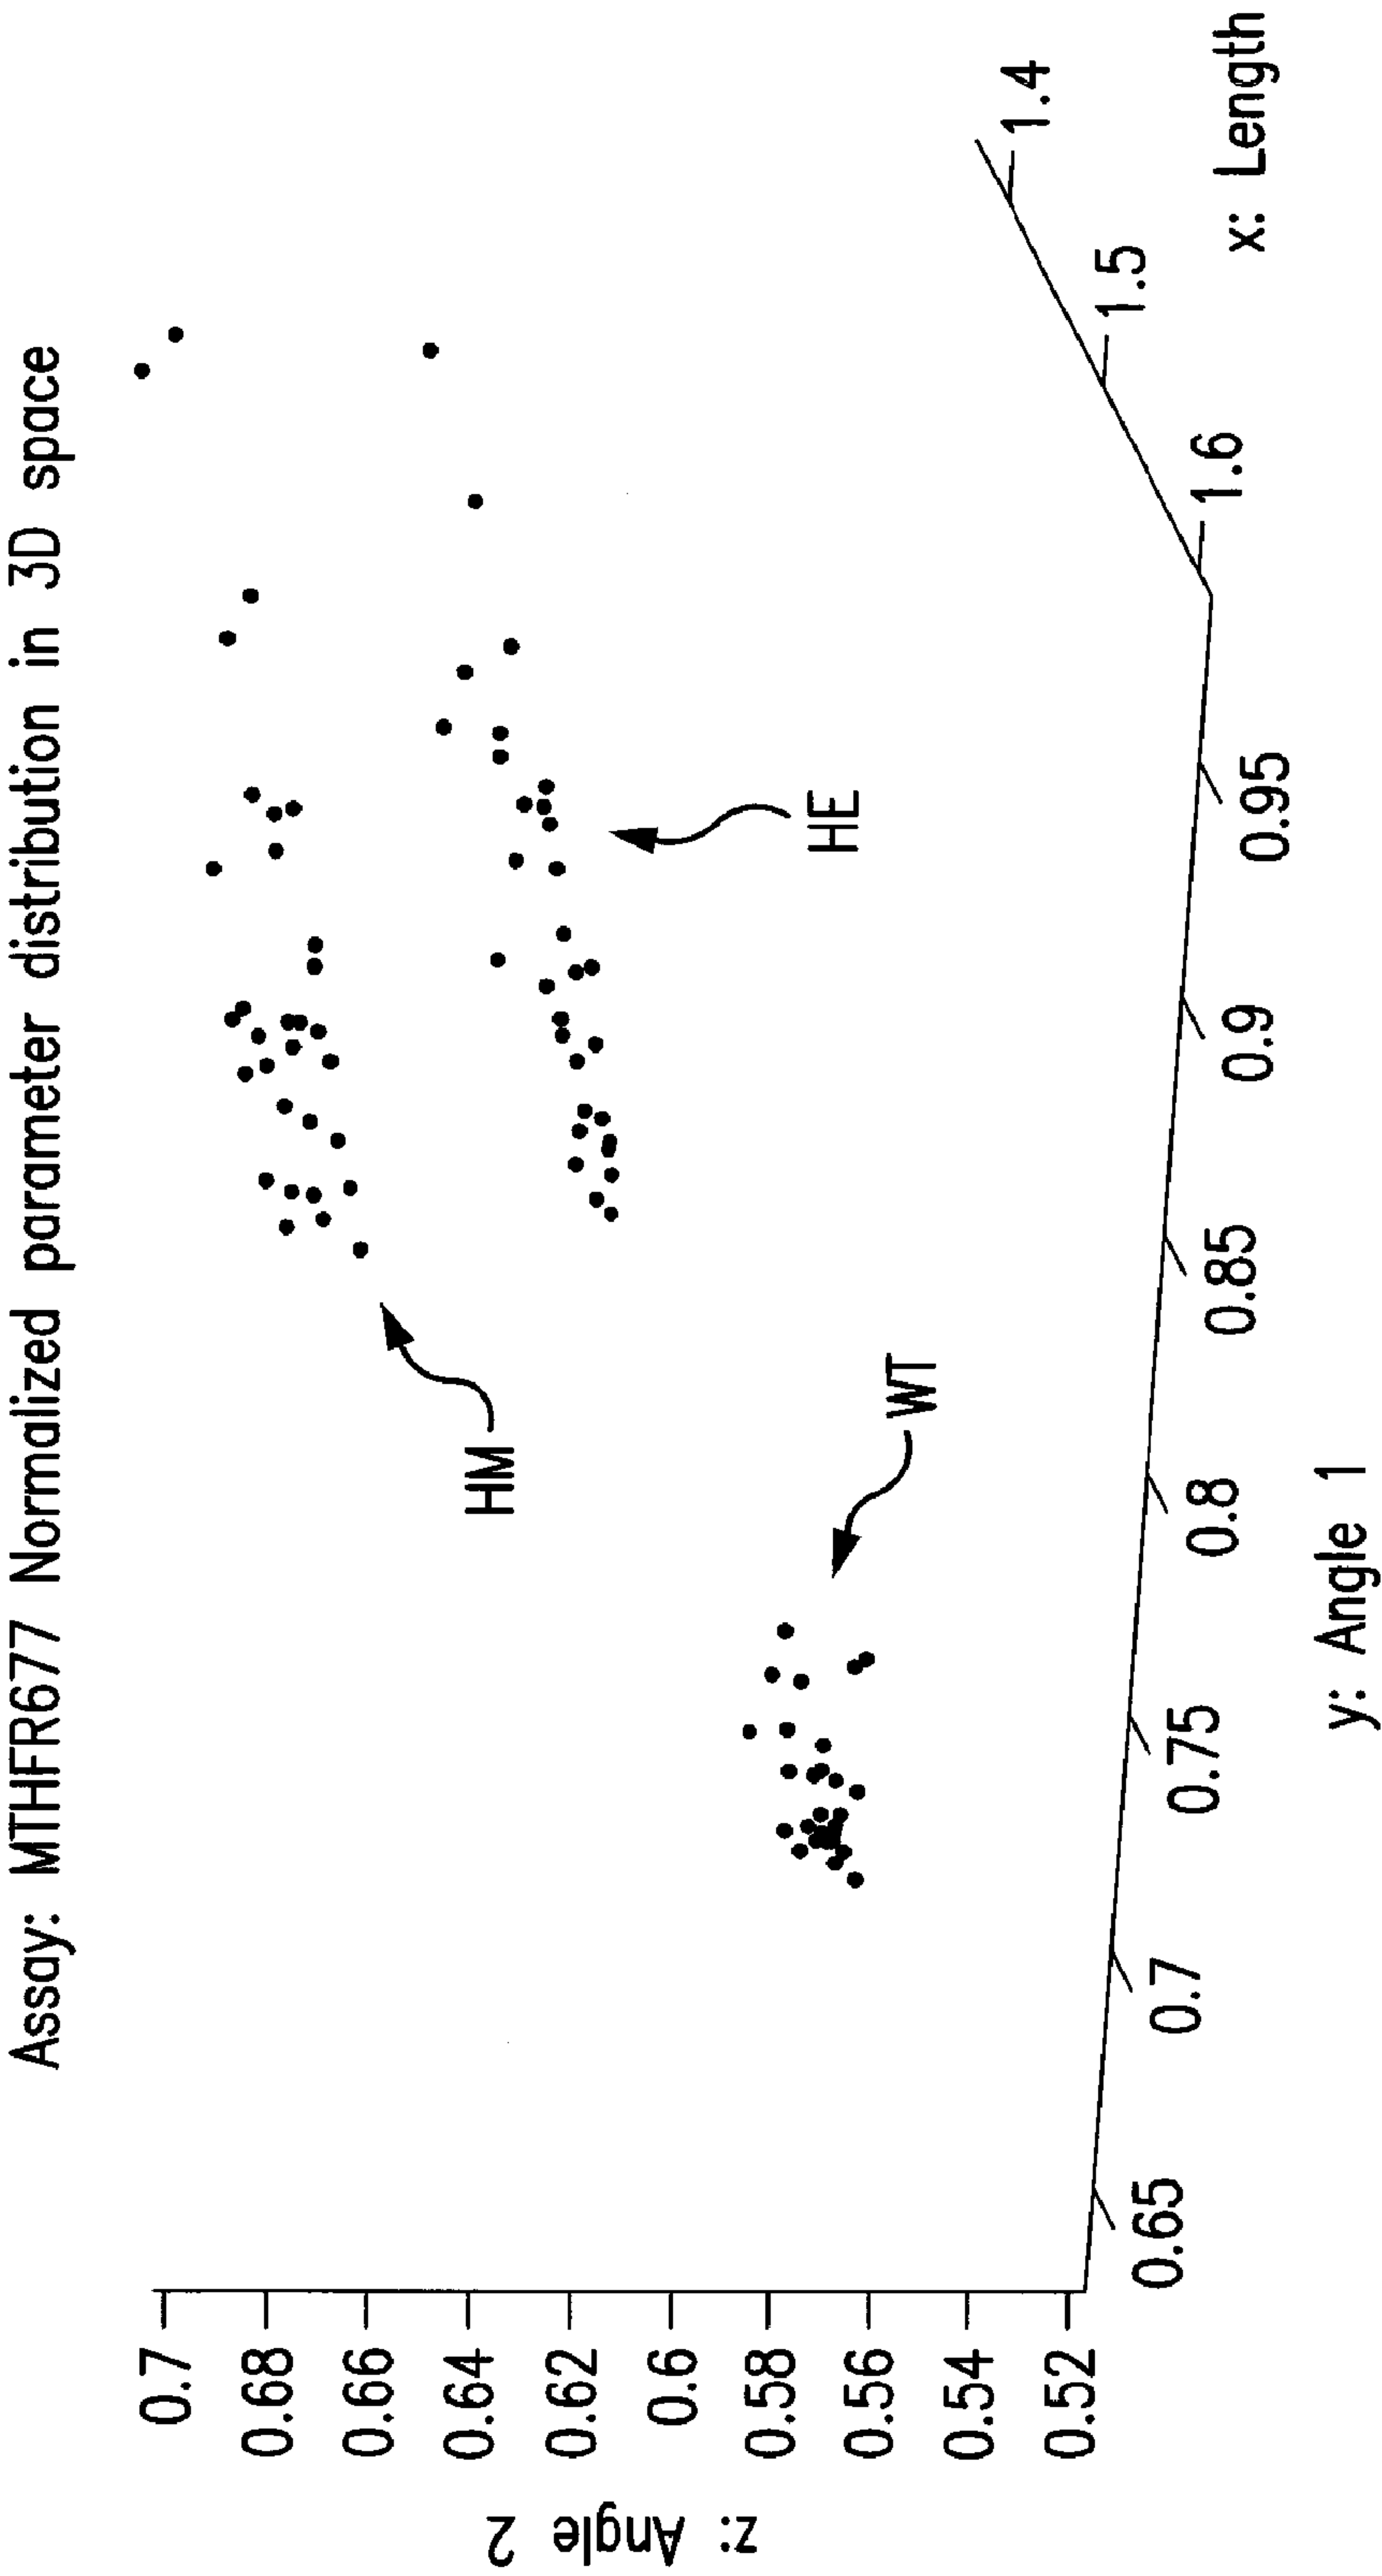 Assay: MTHFR677 Normalized parameter distribution in 3D space
0.7
0.68
0.66
0.64
0.62
0.6
0.58
0.56
0.54
0.52
z: Angle 2
HM
HE
WT
0.65
0.7
0.75
0.8
0.85
0.9
0.95
y: Angle 1
1.6
1.5
1.4
x: Length